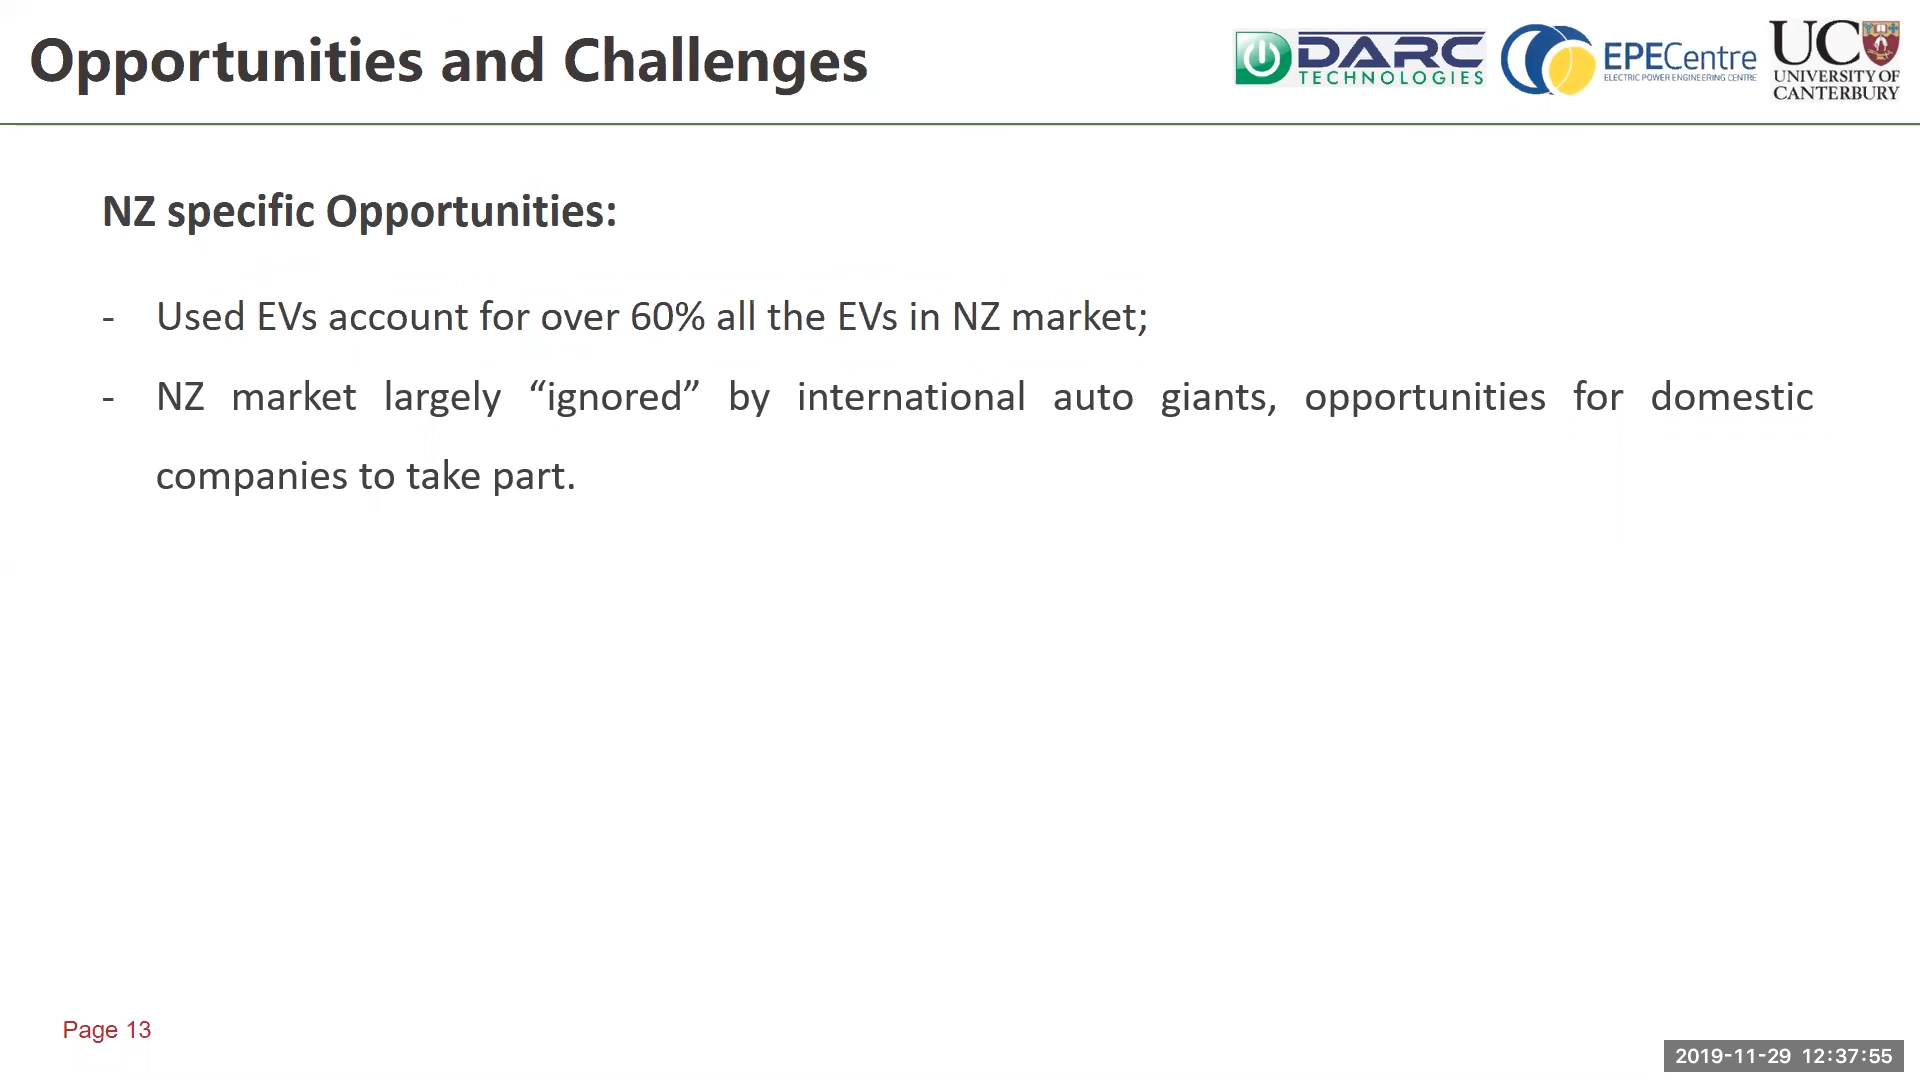 Opportunities and Challenges
DARC
TECHNOLOGIES
EPECentre
ELECTRIC POWER ENGINEERING CENTRE
UC
UNIVERSITY OF
CANTERBURY
NZ specific Opportunities:
- Used EVs account for over 60% all the EVs in NZ market;
- NZ market largely “ignored” by international auto giants, opportunities for domestic
companies to take part.
Page 13
2019-11-29 12:37:55